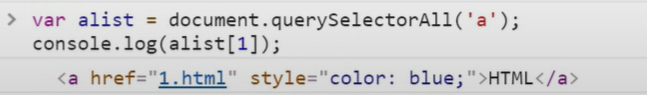 > var alist = document.querySelectorAll('a');
console.log(alist[1]);
<a href="1.html" style="color: blue;">HTML</a>